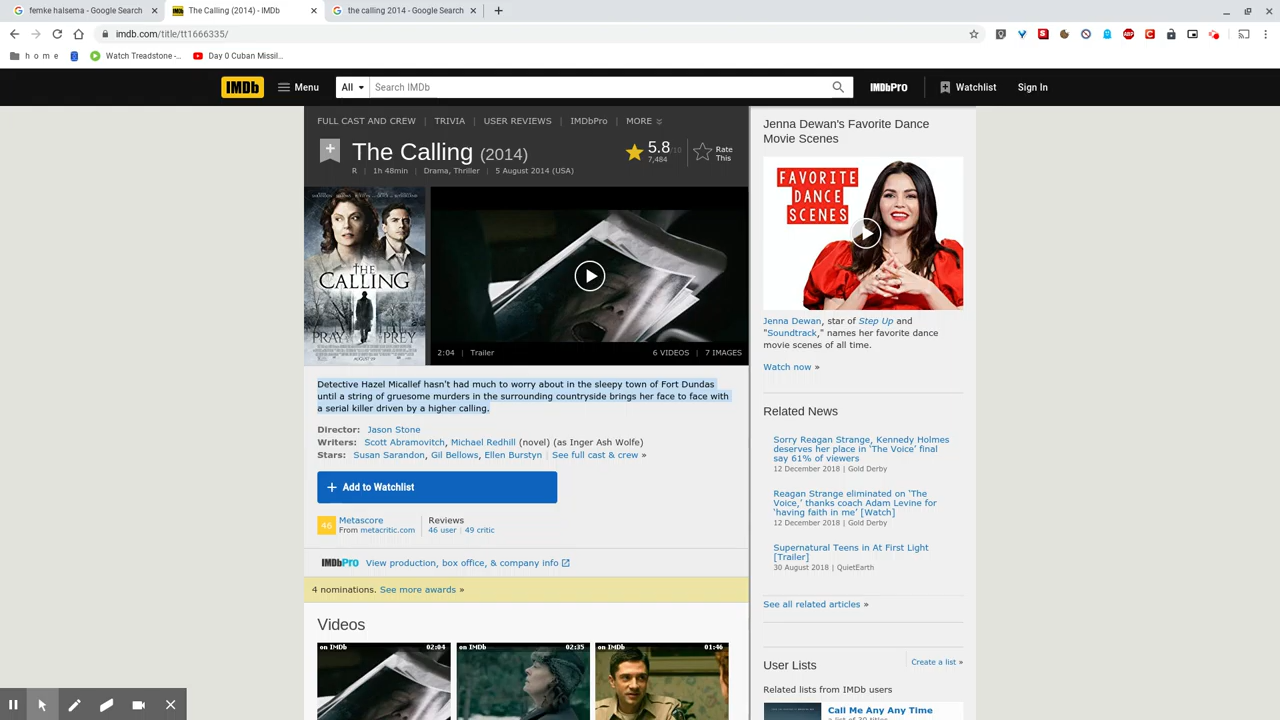 femke halsema - Google Search
The Calling (2014) - IMDb
the calling 2014 - Google Search
imdb.com/title/tt1666335/
h o m e
Watch Treadstone -...
Day 0 Cuban Missil...
IMDb
Menu
All
Search IMDb
IMDbPro
Watchlist
Sign In
FULL CAST AND CREW | TRIVIA | USER REVIEWS | IMDbPro | MORE
The Calling (2014)
5.8/10
7,484
Rate This
R | 1h 48min | Drama, Thriller | 5 August 2014 (USA)
THE
CALLING
PRAY PREY
2:04 | Trailer
6 VIDEOS | 7 IMAGES
Detective Hazel Micallef hasn't had much to worry about in the sleepy town of Fort Dundas
until a string of gruesome murders in the surrounding countryside brings her face to face with
a serial killer driven by a higher calling.
Director: Jason Stone
Writers: Scott Abramovitch, Michael Redhill (novel) (as Inger Ash Wolfe)
Stars: Susan Sarandon, Gil Bellows, Ellen Burstyn | See full cast & crew »
+ Add to Watchlist
46
Metascore
From metacritic.com
Reviews
46 user | 49 critic
IMDbPro View production, box office, & company info
4 nominations. See more awards »
Videos
on IMDb 02:04
on IMDb 02:35
on IMDb 01:46
Jenna Dewan's Favorite Dance
Movie Scenes
FAVORITE
DANCE
SCENES
Jenna Dewan, star of Step Up and
"Soundtrack," names her favorite dance
movie scenes of all time.
Watch now »
Related News
Sorry Reagan Strange, Kennedy Holmes
deserves her place in ‘The Voice’ final
say 61% of viewers
12 December 2018 | Gold Derby
Reagan Strange eliminated on ‘The
Voice,’ thanks coach Adam Levine for
‘having faith in me’ [Watch]
12 December 2018 | Gold Derby
Supernatural Teens in At First Light
[Trailer]
30 August 2018 | QuietEarth
See all related articles »
User Lists
Create a list »
Related lists from IMDb users
Call Me Any Any Time
a list of 30 titles